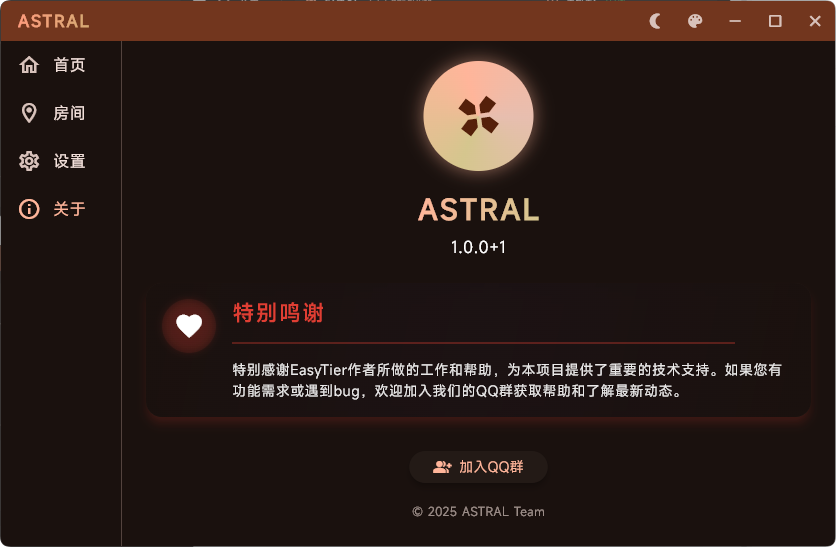 ASTRAL
首页
房间
设置
关于
ASTRAL
1.0.0+1
特别鸣谢
特别感谢EasyTier作者所做的工作和帮助，为本项目提供了重要的技术支持。如果您有
功能需求或遇到bug，欢迎加入我们的QQ群获取帮助和了解最新动态。
加入QQ群
© 2025 ASTRAL Team